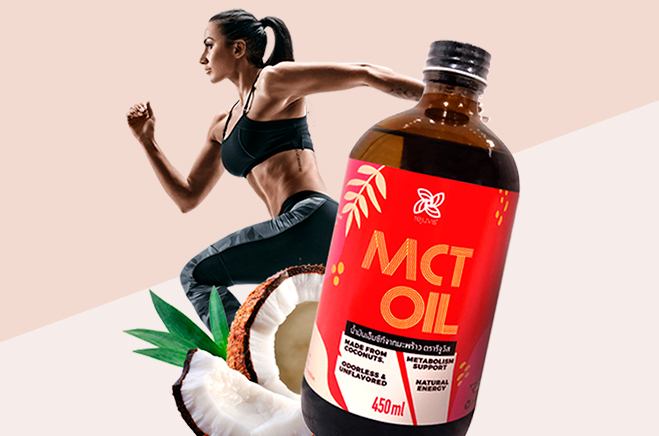 rejuvis
MCT
OIL
น้ำมันเอ็มซีทีจากมะพร้าว ตรารีจูวิส
MADE FROM
COCONUTS.
METABOLISM
SUPPORT
ODORLESS &
UNFLAVORED
NATURAL
ENERGY
450ml